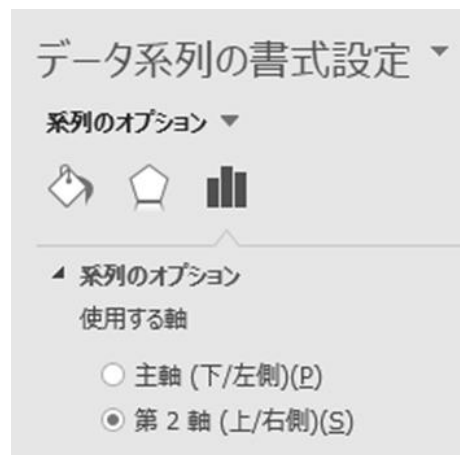 データ系列の書式設定
系列のオプション
系列のオプション
使用する軸
主軸 (下/左側)(P)
第 2 軸 (上/右側)(S)